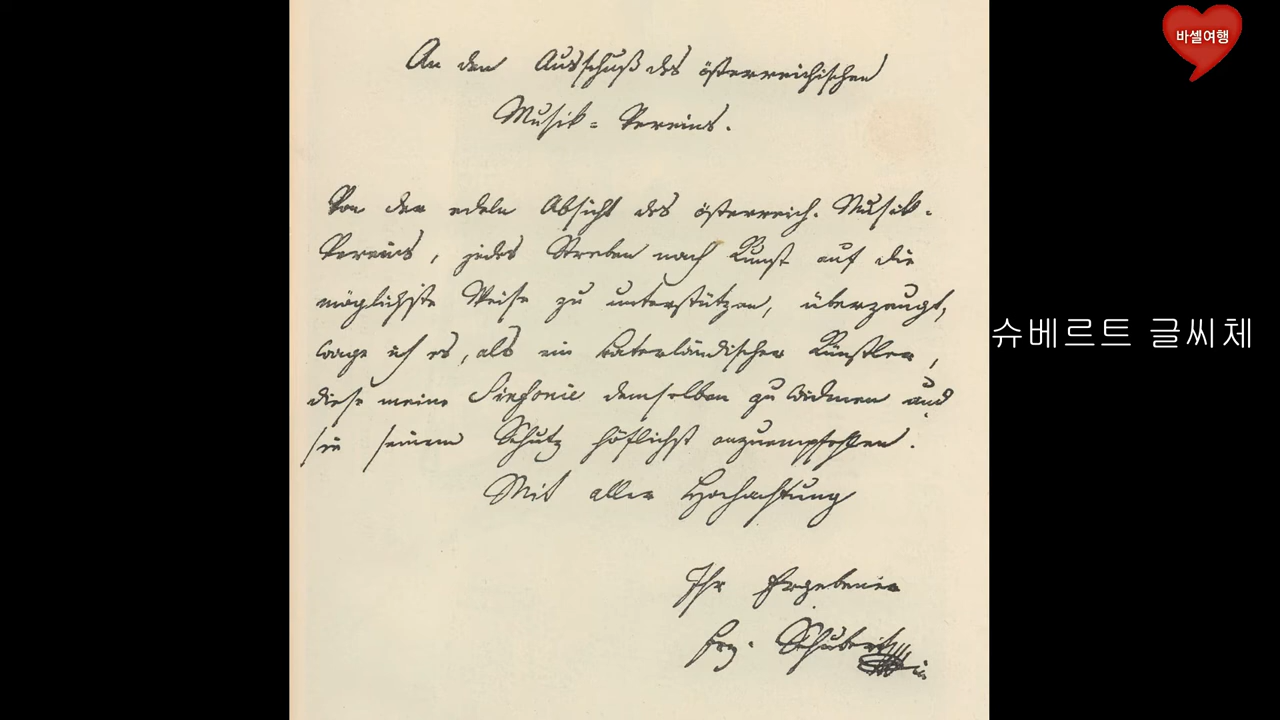 바셀여행
An den Ausschuß des österreichischen
Musik=Vereins.
Von der edeln Absicht des österreich. Musik-
Vereins, jedes Streben nach Kunst auf die
möglichste Weise zu unterstützen, überzeugt,
wage ich es, als ein vaterländischer Künstler,
diese meine Sinfonie demselben zu widmen und
sie seinem Schutz höflichst anzuempfehlen.
Mit aller Hochachtung
Ihr Ergebener
Frz. Schubert
슈베르트 글씨체